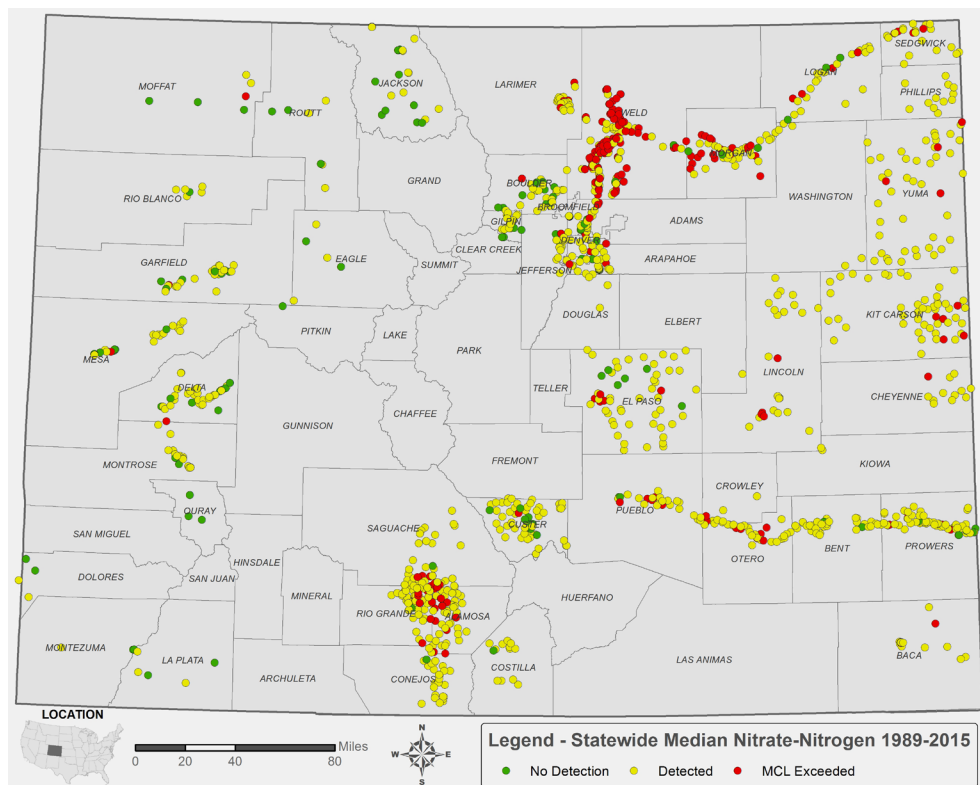 SEDGWICK
LOGAN
MOFFAT
JACKSON
LARIMER
PHILLIPS
ROUTT
WELD
MORGAN
GRAND
BOULDER
WASHINGTON
YUMA
RIO BLANCO
BROOMFIELD
GILPIN
ADAMS
DENVER
CLEAR CREEK
EAGLE
GARFIELD
SUMMIT
JEFFERSON
ARAPAHOE
DOUGLAS
ELBERT
KIT CARSON
PITKIN
LAKE
PARK
MESA
LINCOLN
DELTA
TELLER
CHEYENNE
EL PASO
CHAFFEE
GUNNISON
FREMONT
MONTROSE
KIOWA
CROWLEY
OURAY
PUEBLO
CUSTER
SAGUACHE
SAN MIGUEL
BENT
PROWERS
OTERO
HINSDALE
DOLORES
SAN JUAN
MINERAL
HUERFANO
RIO GRANDE
ALAMOSA
MONTEZUMA
BACA
LA PLATA
COSTILLA
LAS ANIMAS
ARCHULETA
CONEJOS
LOCATION
Miles
0 20 40 80
N
W E
S
Legend - Statewide Median Nitrate-Nitrogen 1989-2015
No Detection Detected MCL Exceeded